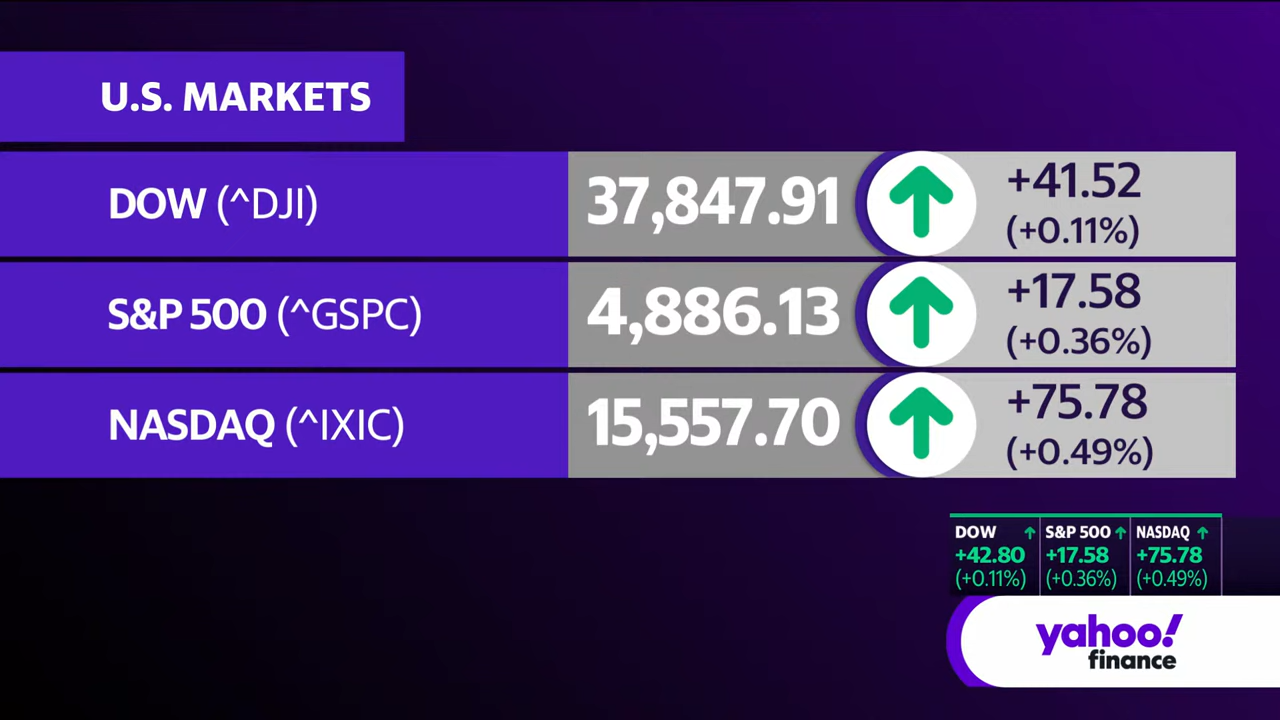 U.S. MARKETS
DOW (^DJI) 37,847.91 +41.52
(+0.11%)
S&P 500 (^GSPC) 4,886.13 +17.58
(+0.36%)
NASDAQ (^IXIC) 15,557.70 +75.78
(+0.49%)
DOW S&P 500 NASDAQ
+42.80 +17.58 +75.78
(+0.11%) (+0.36%) (+0.49%)
yahoo!
finance